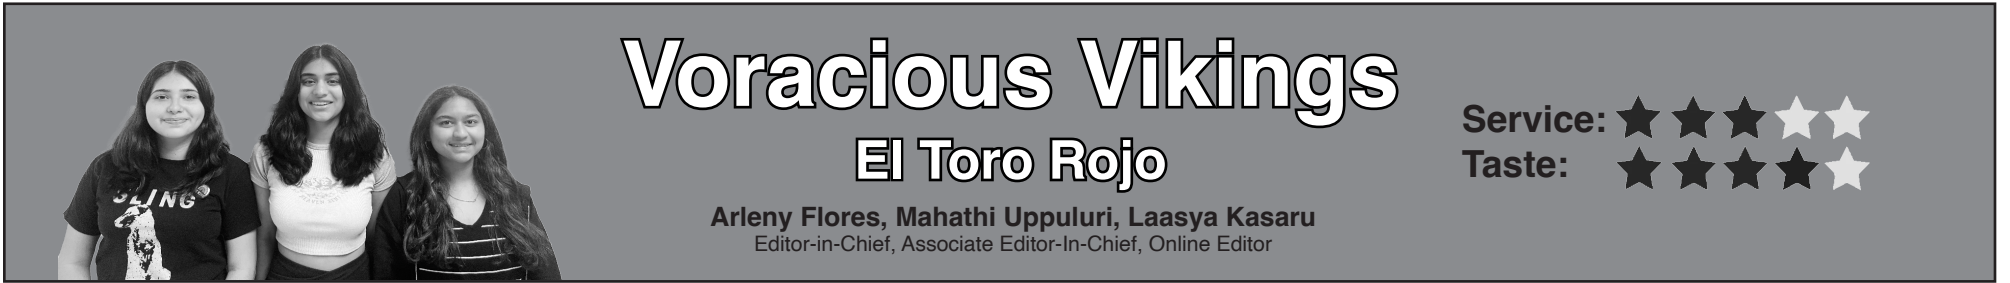 Voracious Vikings
El Toro Rojo
Arleny Flores, Mahathi Uppuluri, Laasya Kasaru
Editor-in-Chief, Associate Editor-In-Chief, Online Editor
Service:
Taste:
SLING